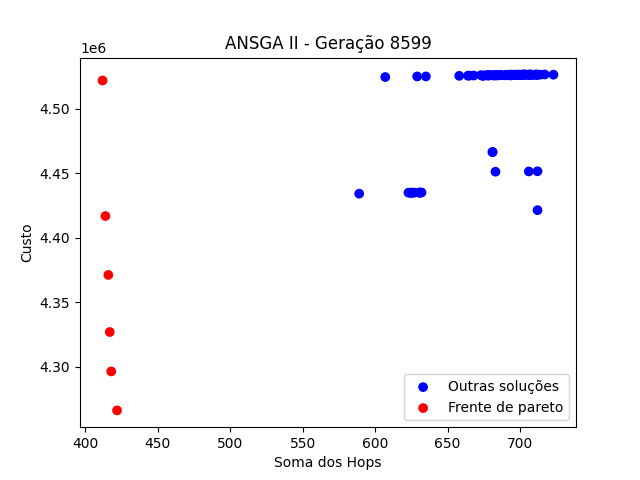 ANSGA II - Geração 8599
1e6
4.50
4.45
4.40
4.35
4.30
Custo
400
450
500
550
600
650
700
Soma dos Hops
Outras soluções
Frente de pareto